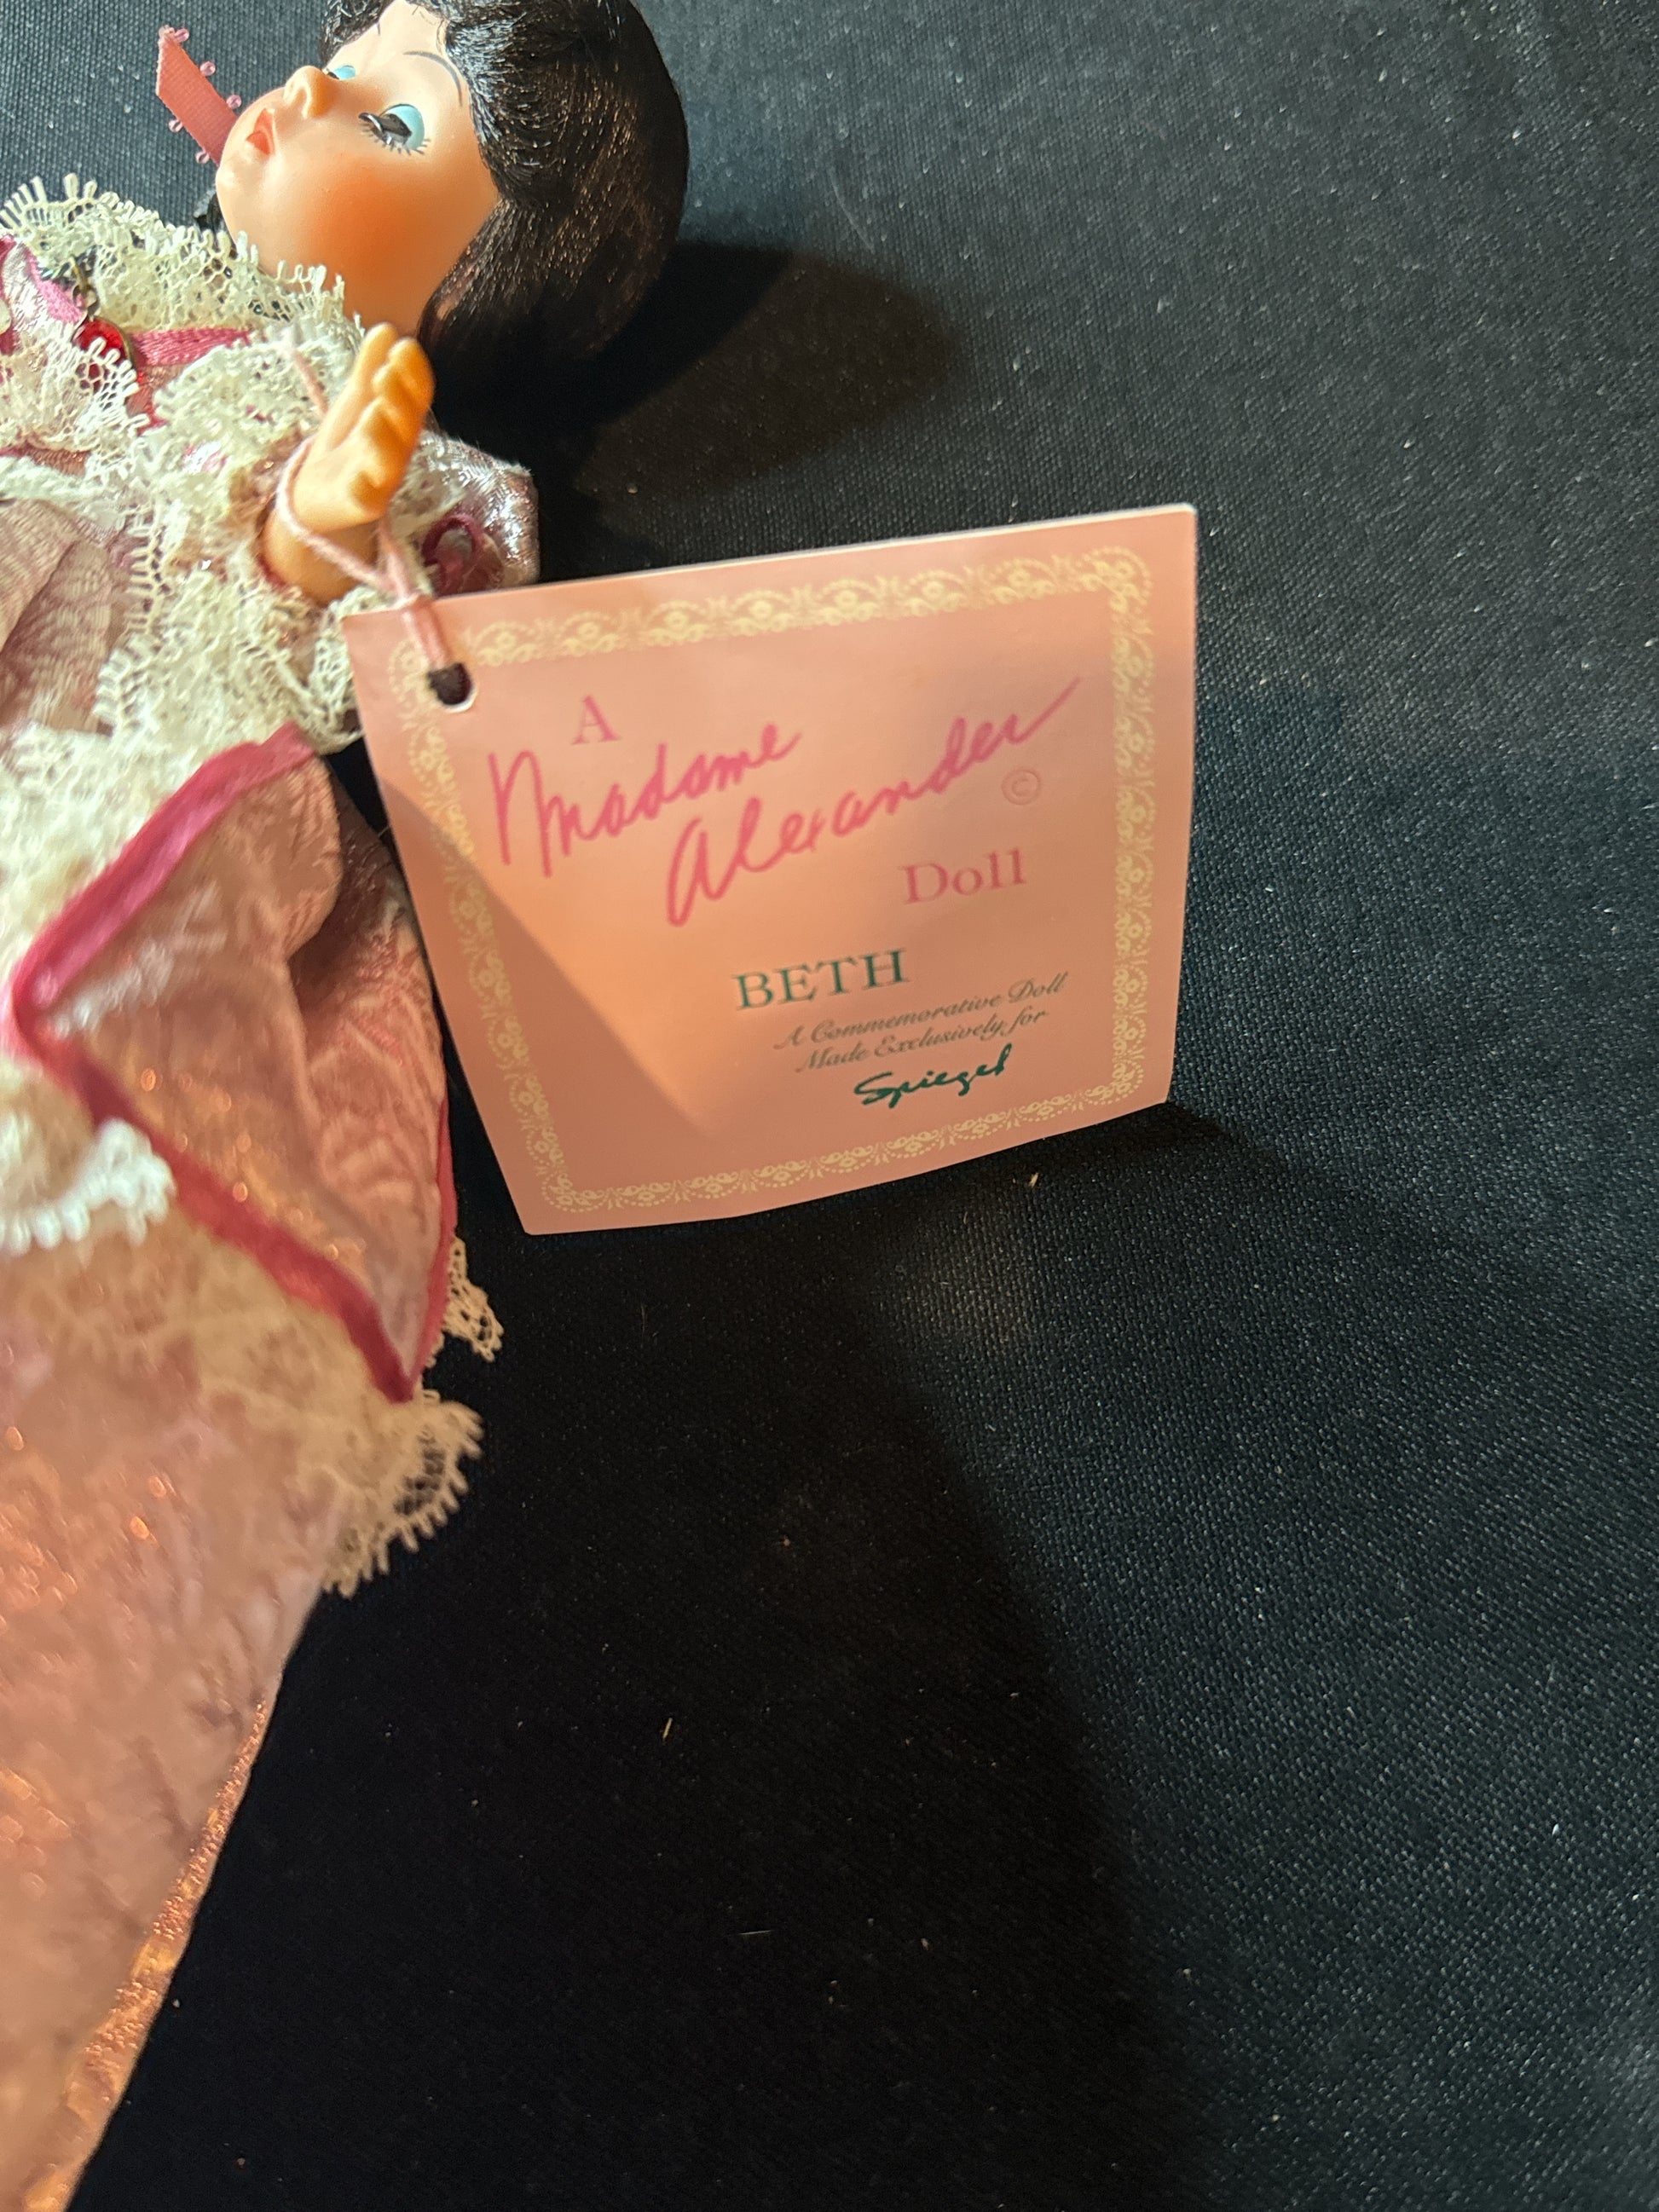 A
Madame
Alexander ©
Doll
BETH
A Commemorative Doll
Made Exclusively for
Spiegel